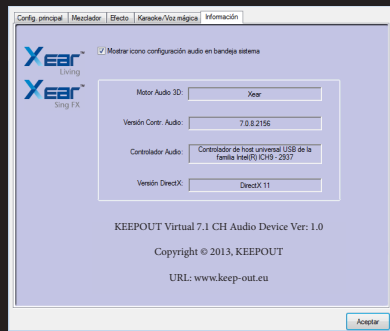 Config. principal Mezclador Efecto Karaoke/Voz mágica Información
Xear™
Living
Xear™
Sing FX
Mostrar icono configuración audio en bandeja sistema
Motor Audio 3D: Xear
Versión Contr. Audio: 7.0.8.2156
Controlador Audio: Controlador de host universal USB de la
familia Intel(R) ICH9 - 2937
Versión DirectX: DirectX 11
KEEPOUT Virtual 7.1 CH Audio Device Ver: 1.0
Copyright © 2013, KEEPOUT
URL: www.keep-out.eu
Aceptar